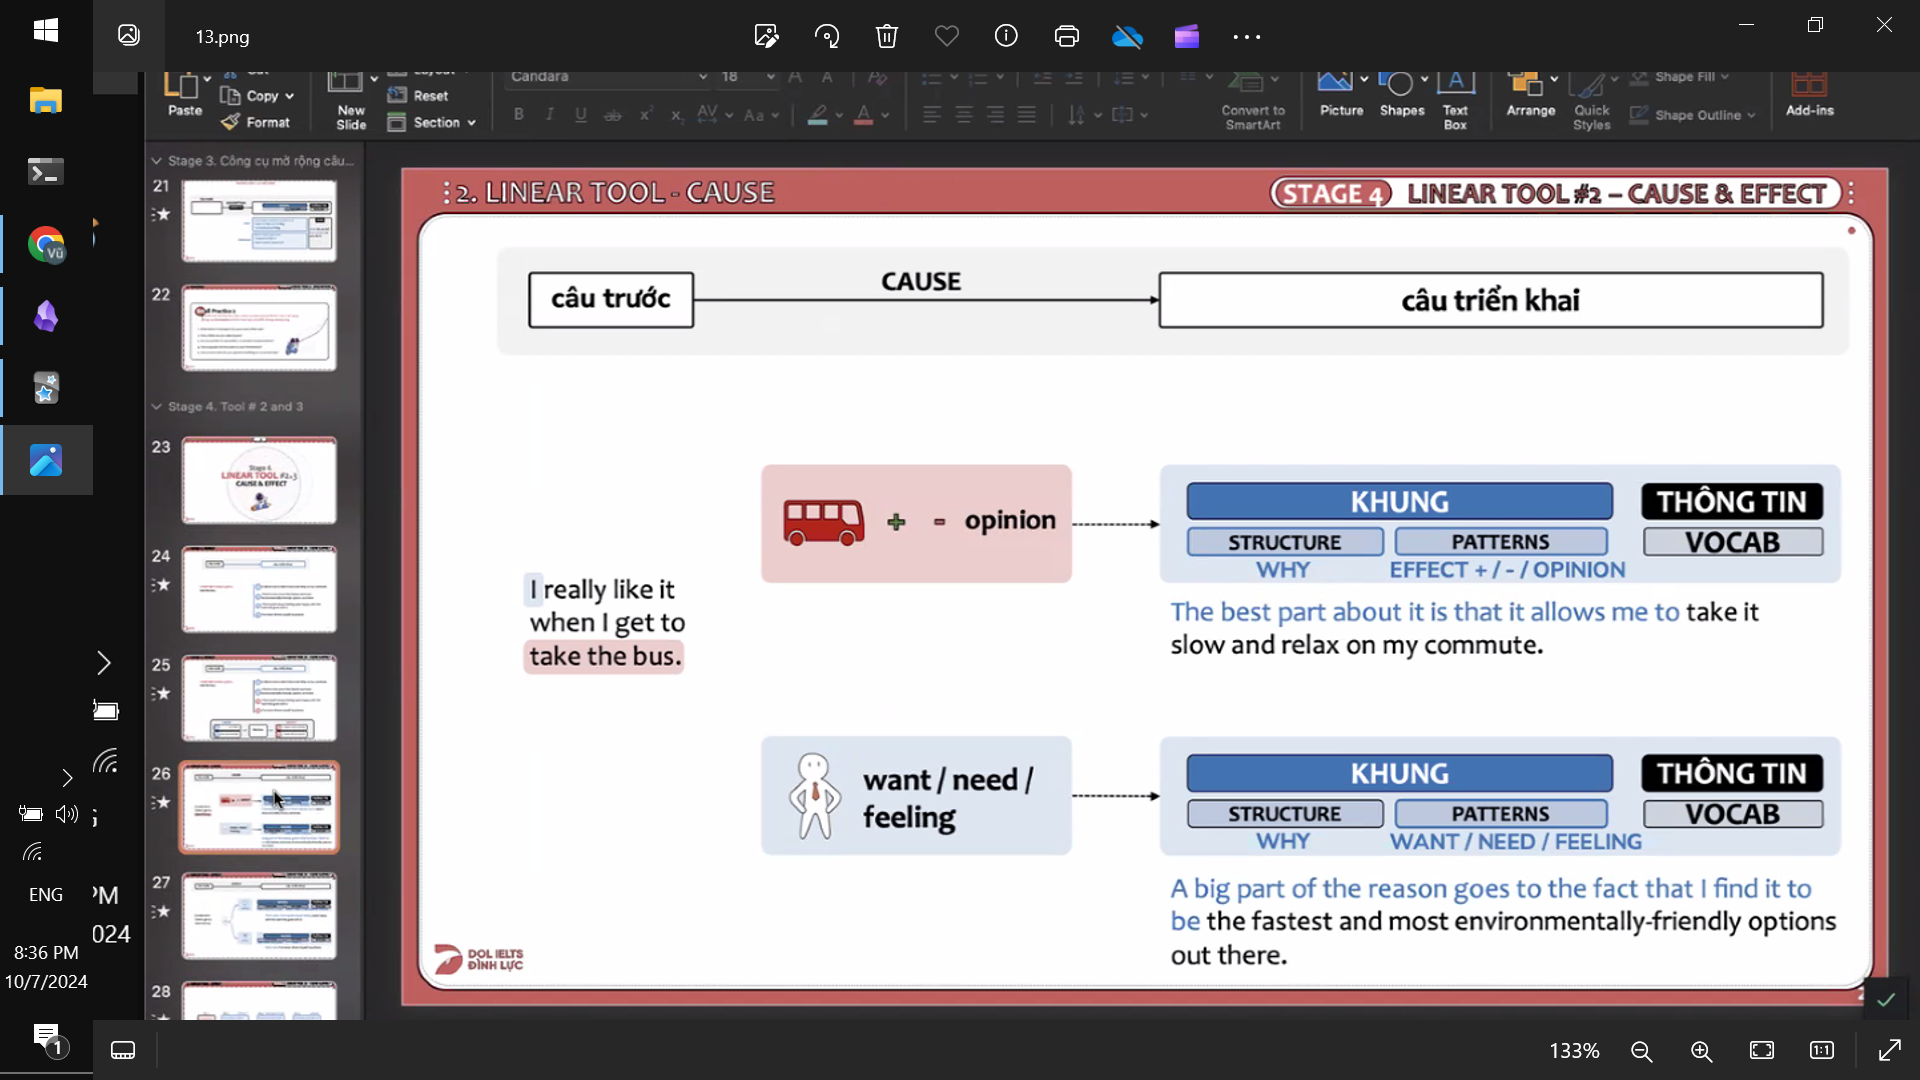 13.png
Candara
18
Paste
Copy
Format
New
Slide
Reset
Section
Convert to
SmartArt
Picture
Shapes
Text
Box
Arrange
Quick
Styles
Shape Fill
Shape Outline
Add-ins
Stage 3. Công cụ mở rộng câu...
21
22
Stage 4. Tool # 2 and 3
23
24
25
26
27
28
2. LINEAR TOOL - CAUSE
STAGE 4 LINEAR TOOL #2 – CAUSE & EFFECT
câu trước
CAUSE
câu triển khai
+ - opinion
KHUNG
THÔNG TIN
STRUCTURE
PATTERNS
VOCAB
WHY
EFFECT + / - / OPINION
I really like it
when I get to
take the bus.
The best part about it is that it allows me to take it
slow and relax on my commute.
want / need /
feeling
KHUNG
THÔNG TIN
STRUCTURE
PATTERNS
VOCAB
WHY
WANT / NEED / FEELING
A big part of the reason goes to the fact that I find it to
be the fastest and most environmentally-friendly options
out there.
DOL IELTS
ĐÌNH LỰC
Vũ
ENG
8:36 PM
10/7/2024
1
PM
2024
133%
1:1